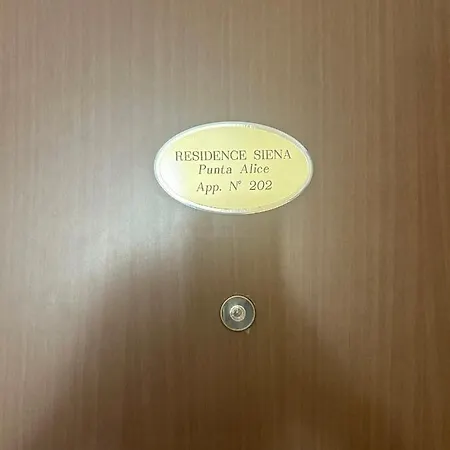 RESIDENCE SIENA
Punta Alice
App. N° 202